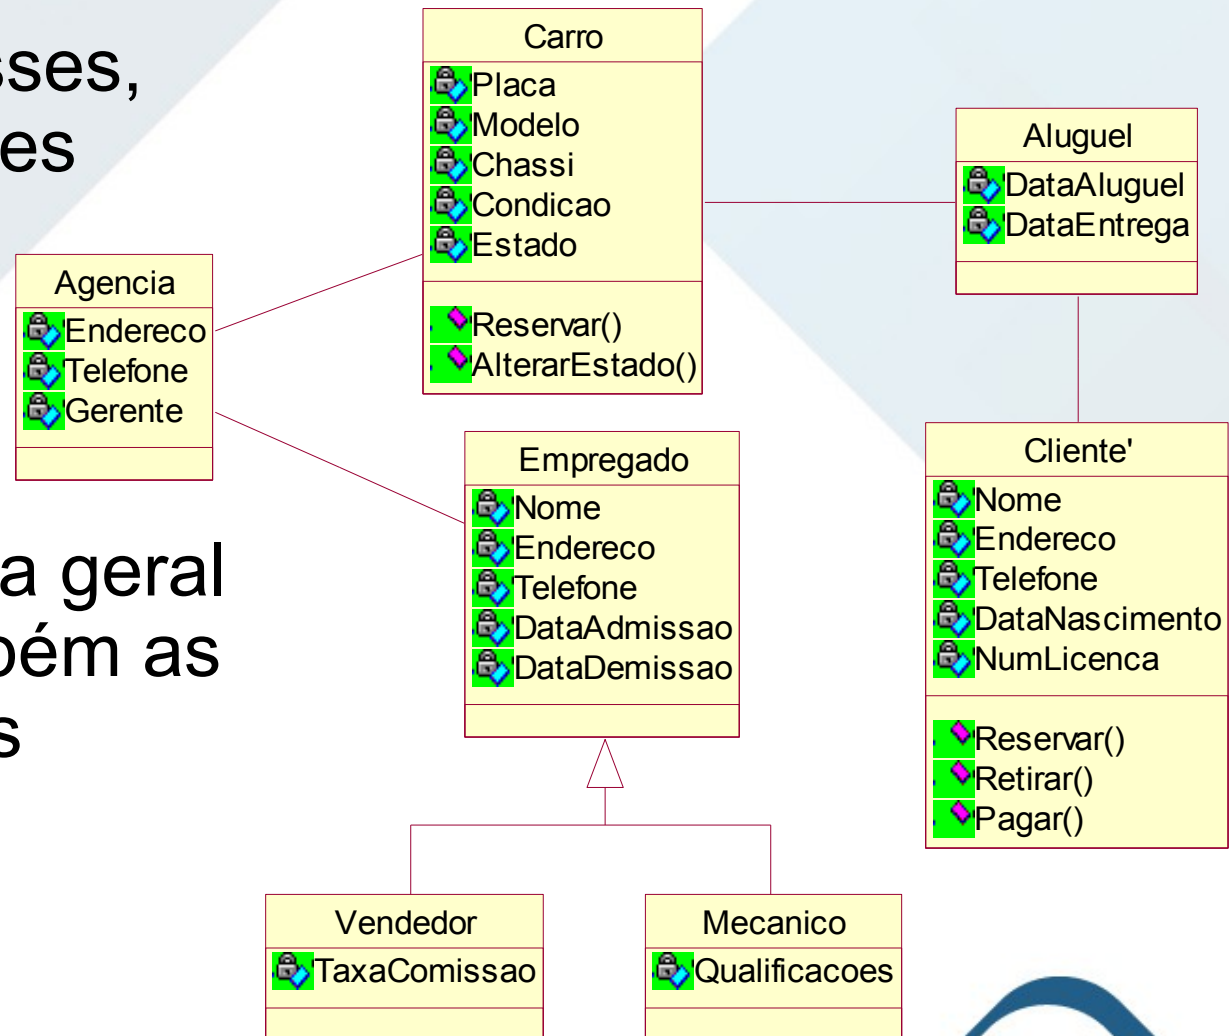 sses,
es
a geral
bém as
s
Carro
Placa
Modelo
Chassi
Condicao
Estado
Reservar()
AlterarEstado()
Aluguel
DataAluguel
DataEntrega
Agencia
Endereco
Telefone
Gerente
Empregado
Nome
Endereco
Telefone
DataAdmissao
DataDemissao
Cliente'
Nome
Endereco
Telefone
DataNascimento
NumLicenca
Reservar()
Retirar()
Pagar()
Vendedor
TaxaComissao
Mecanico
Qualificacoes